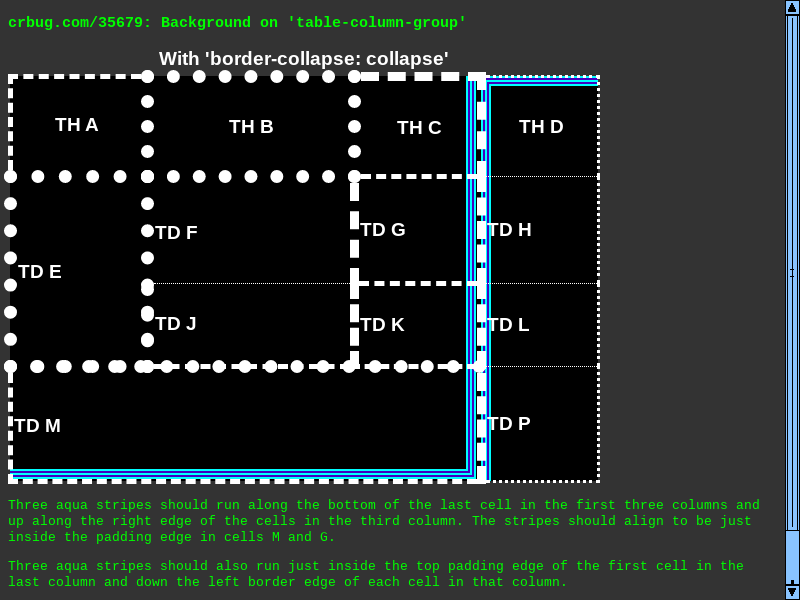 crbug.com/35679: Background on 'table-column-group'
With 'border-collapse: collapse'
TH A
TH B
TH C
TH D
TD E
TD F
TD G
TD H
TD J
TD K
TD L
TD M
TD P
Three aqua stripes should run along the bottom of the last cell in the first three columns and
up along the right edge of the cells in the third column. The stripes should align to be just
inside the padding edge in cells M and G.
Three aqua stripes should also run just inside the top padding edge of the first cell in the
last column and down the left border edge of each cell in that column.